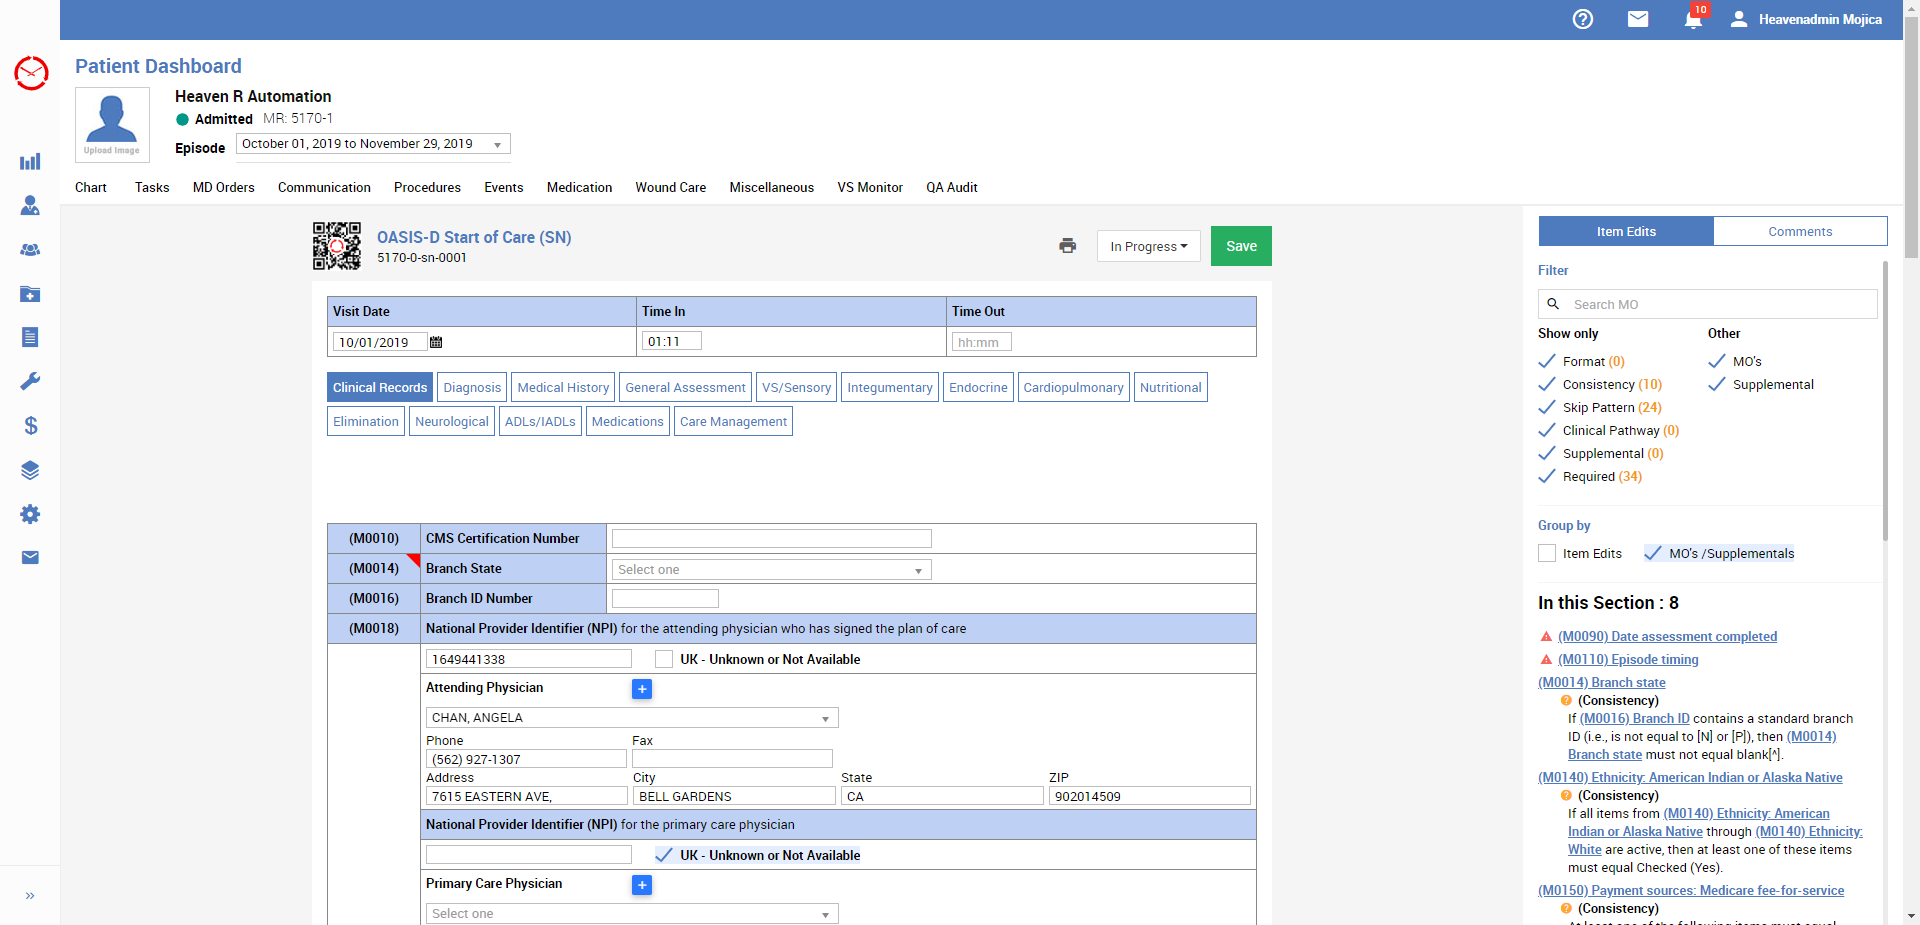 10
Heavenadmin Mojica
Patient Dashboard
Upload Image
Heaven R Automation
Admitted MR: 5170-1
Episode October 01, 2019 to November 29, 2019
Chart Tasks MD Orders Communication Procedures Events Medication Wound Care Miscellaneous VS Monitor QA Audit
OASIS-D Start of Care (SN)
5170-0-sn-0001
In Progress
Save
Visit Date Time In Time Out
10/01/2019 01:11 hh:mm
Clinical Records Diagnosis Medical History General Assessment VS/Sensory Integumentary Endocrine Cardiopulmonary Nutritional
Elimination Neurological ADLs/IADLs Medications Care Management
(M0010) CMS Certification Number
(M0014) Branch State Select one
(M0016) Branch ID Number
(M0018) National Provider Identifier (NPI) for the attending physician who has signed the plan of care
1649441338 UK - Unknown or Not Available
Attending Physician +
CHAN, ANGELA
Phone Fax
(562) 927-1307
Address City State ZIP
7615 EASTERN AVE, BELL GARDENS CA 902014509
National Provider Identifier (NPI) for the primary care physician
UK - Unknown or Not Available
Primary Care Physician +
Select one
Item Edits Comments
Filter
Search MO
Show only Other
Format (0) MO's
Consistency (10) Supplemental
Skip Pattern (24)
Clinical Pathway (0)
Supplemental (0)
Required (34)
Group by
Item Edits MO's /Supplementals
In this Section : 8
(M0090) Date assessment completed
(M0110) Episode timing
(M0014) Branch state
(Consistency)
If (M0016) Branch ID contains a standard branch
ID (i.e., is not equal to [N] or [P]), then (M0014)
Branch state must not equal blank[^].
(M0140) Ethnicity: American Indian or Alaska Native
(Consistency)
If all items from (M0140) Ethnicity: American
Indian or Alaska Native through (M0140) Ethnicity:
White are active, then at least one of these items
must equal Checked (Yes).
(M0150) Payment sources: Medicare fee-for-service
(Consistency)
At least one of the following items must equal